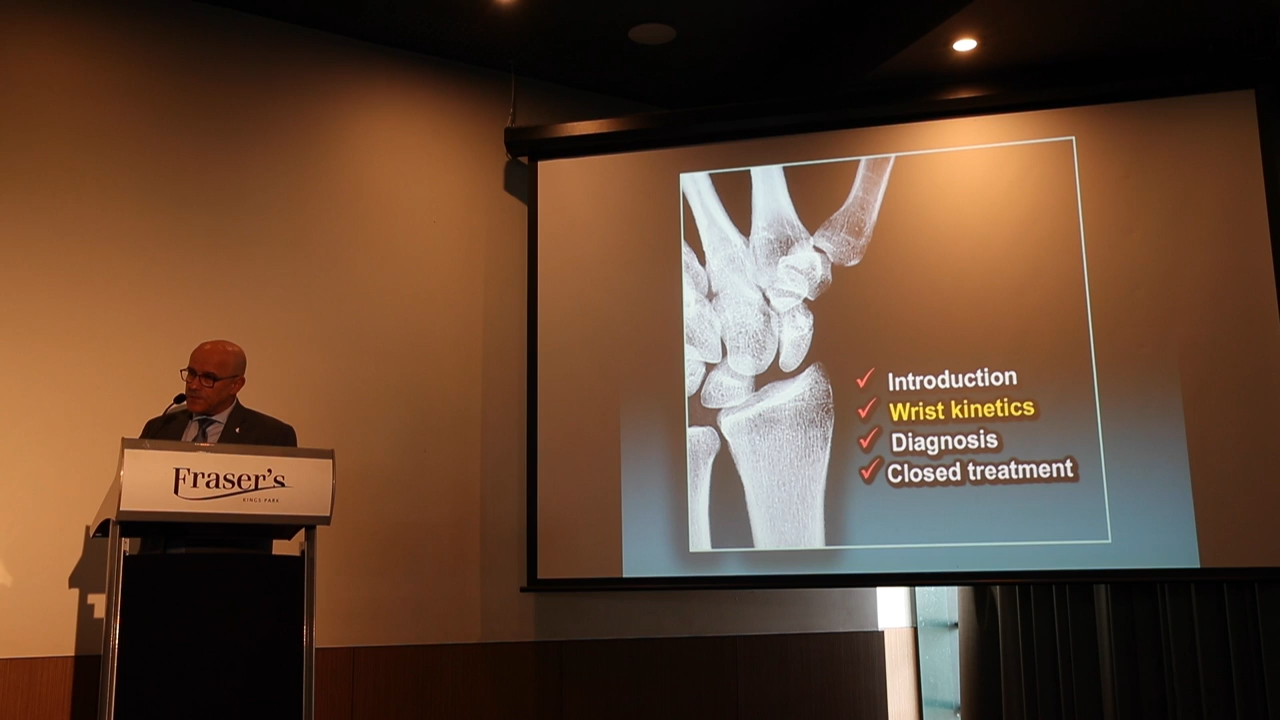 Fraser's
KINGS PARK
Introduction
Wrist kinetics
Diagnosis
Closed treatment